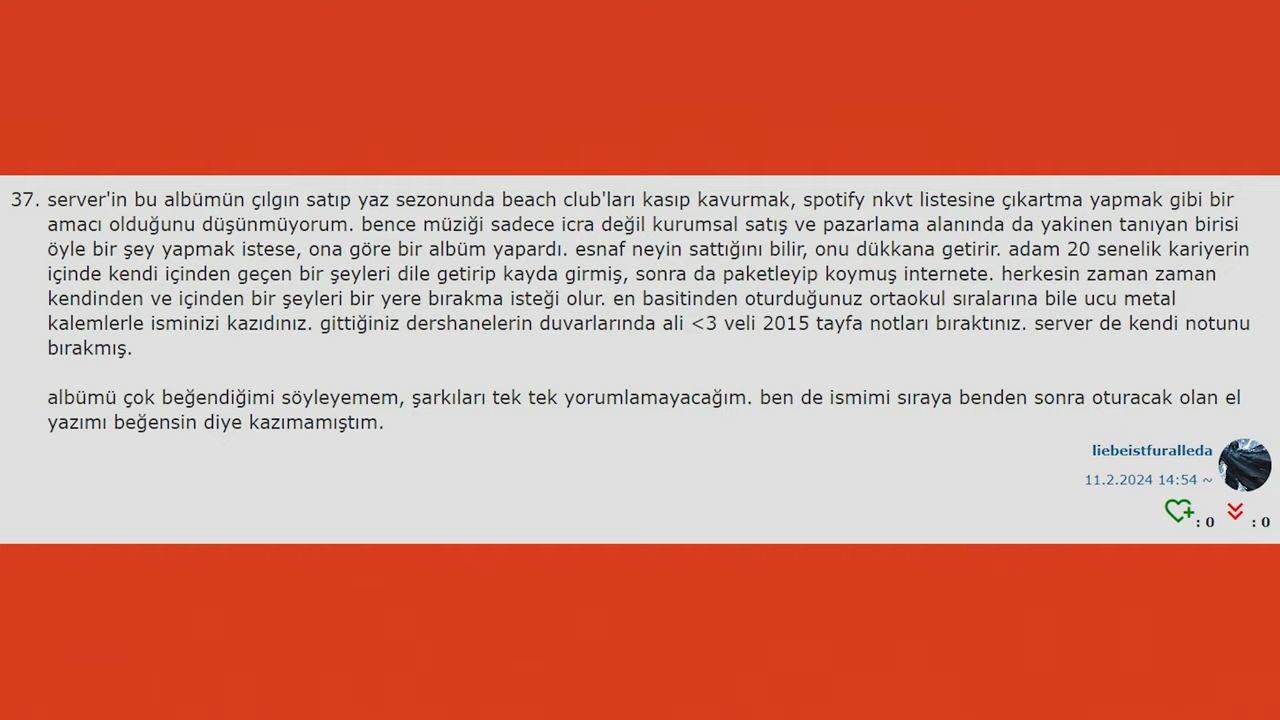 37. server'in bu albümün çılgın satıp yaz sezonunda beach club'ları kasıp kavurmak, spotify nkvt listesine çıkartma yapmak gibi bir
amacı olduğunu düşünmüyorum. bence müziği sadece icra değil kurumsal satış ve pazarlama alanında da yakinen tanıyan birisi
öyle bir şey yapmak istese, ona göre bir albüm yapardı. esnaf neyin sattığını bilir, onu dükkana getirir. adam 20 senelik kariyerin
içinde kendi içinden geçen bir şeyleri dile getirip kayda girmiş, sonra da paketleyip koymuş internete. herkesin zaman zaman
kendinden ve içinden bir şeyleri bir yere bırakma isteği olur. en basitinden oturduğunuz ortaokul sıralarına bile ucu metal
kalemlerle isminizi kazıdınız. gittiğiniz dershanelerin duvarlarında ali <3 veli 2015 tayfa notları bıraktınız. server de kendi notunu
bırakmış.
albümü çok beğendiğimi söyleyemem, şarkıları tek tek yorumlamayacağım. ben de ismimi sıraya benden sonra oturacak olan el
yazımı beğensin diye kazımamıştım.
liebeistfuralleda
11.2.2024 14:54 ~
: 0 : 0